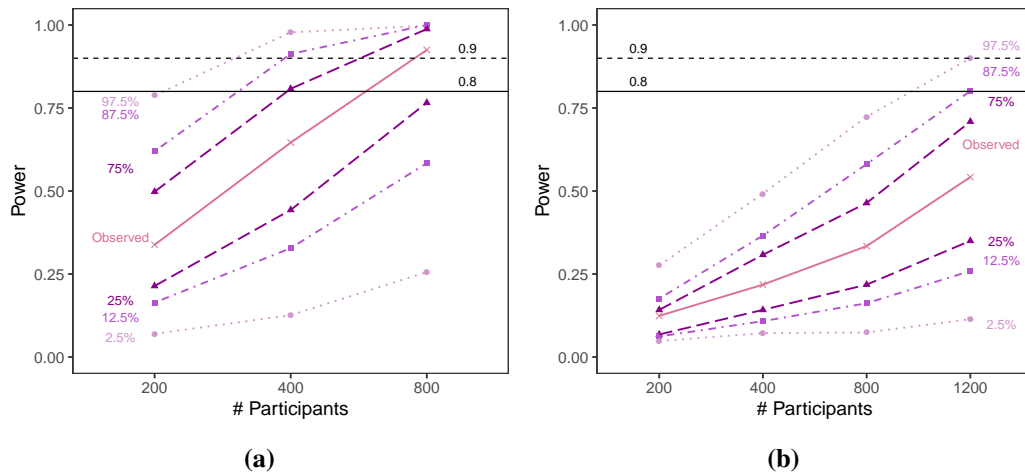 1.00
0.75
0.50
0.25
0.00
Power
0.9
0.8
97.5%
87.5%
75%
Observed
25%
12.5%
2.5%
200 400 800
# Participants
(a)
1.00
0.75
0.50
0.25
0.00
Power
0.9
0.8
97.5%
87.5%
75%
Observed
25%
12.5%
2.5%
200 400 800 1200
# Participants
(b)